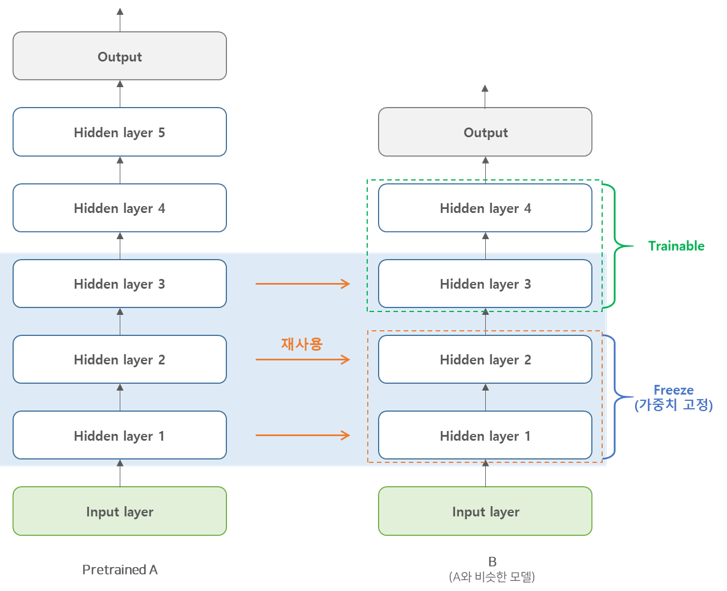 Output
Hidden layer 5
Hidden layer 4
Hidden layer 3
Hidden layer 2
Hidden layer 1
Input layer
Pretrained A
재사용
Output
Hidden layer 4
Hidden layer 3
Hidden layer 2
Hidden layer 1
Input layer
B
(A와 비슷한 모델)
Trainable
Freeze
(가중치 고정)